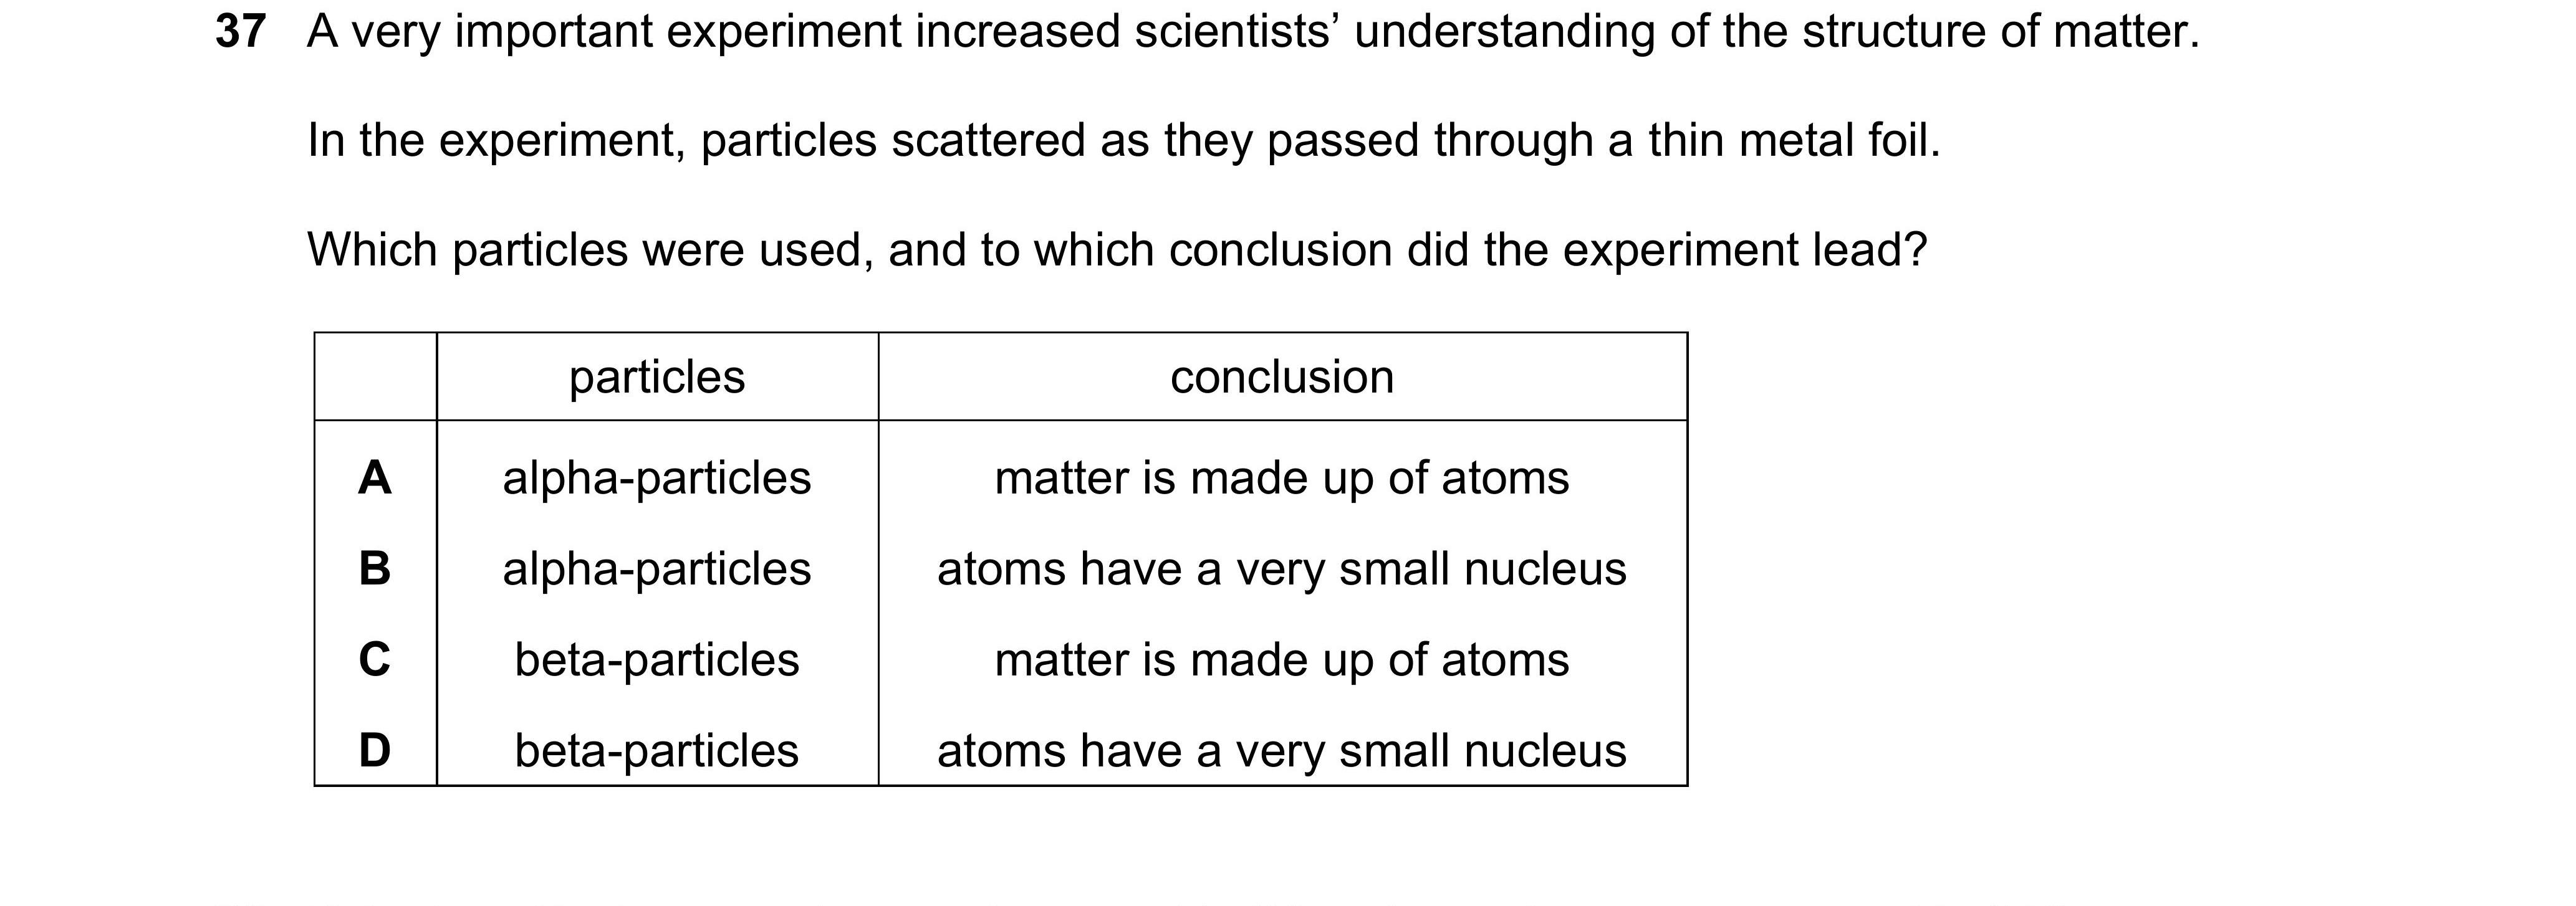 37 A very important experiment increased scientists’ understanding of the structure of matter.
In the experiment, particles scattered as they passed through a thin metal foil.
Which particles were used, and to which conclusion did the experiment lead?
particles conclusion
A alpha-particles matter is made up of atoms
B alpha-particles atoms have a very small nucleus
C beta-particles matter is made up of atoms
D beta-particles atoms have a very small nucleus